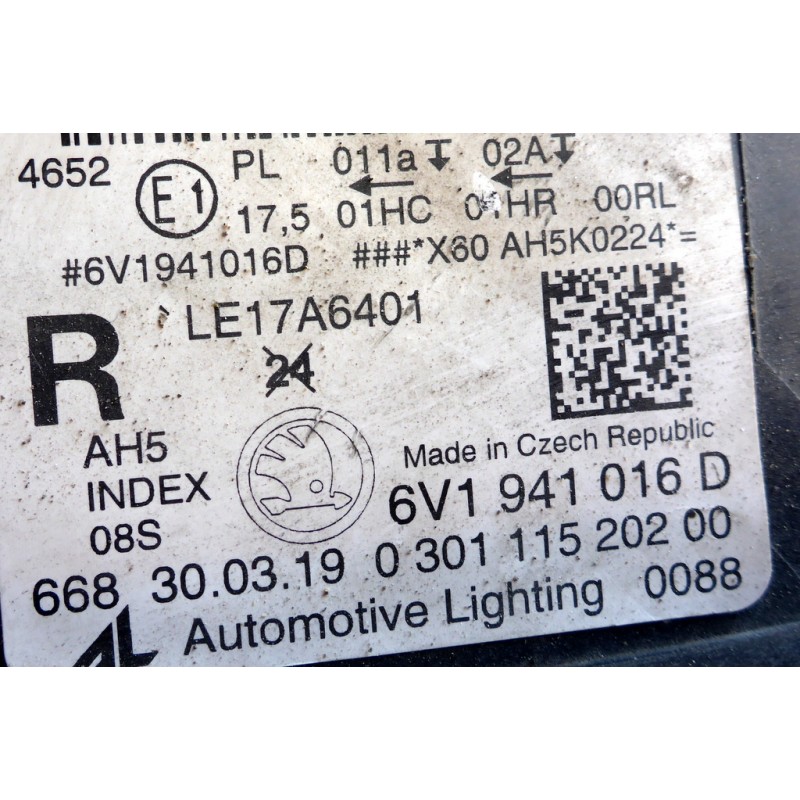 4652 E1 PL 011a 02A
17,5 01HC 01HR 00RL
#6V1941016D ###*X60 AH5K0224*=
R LE17A6401
24
AH5
INDEX
08S
Made in Czech Republic
6V1 941 016 D
668 30.03.19 0 301 115 202 00
AL Automotive Lighting 0088